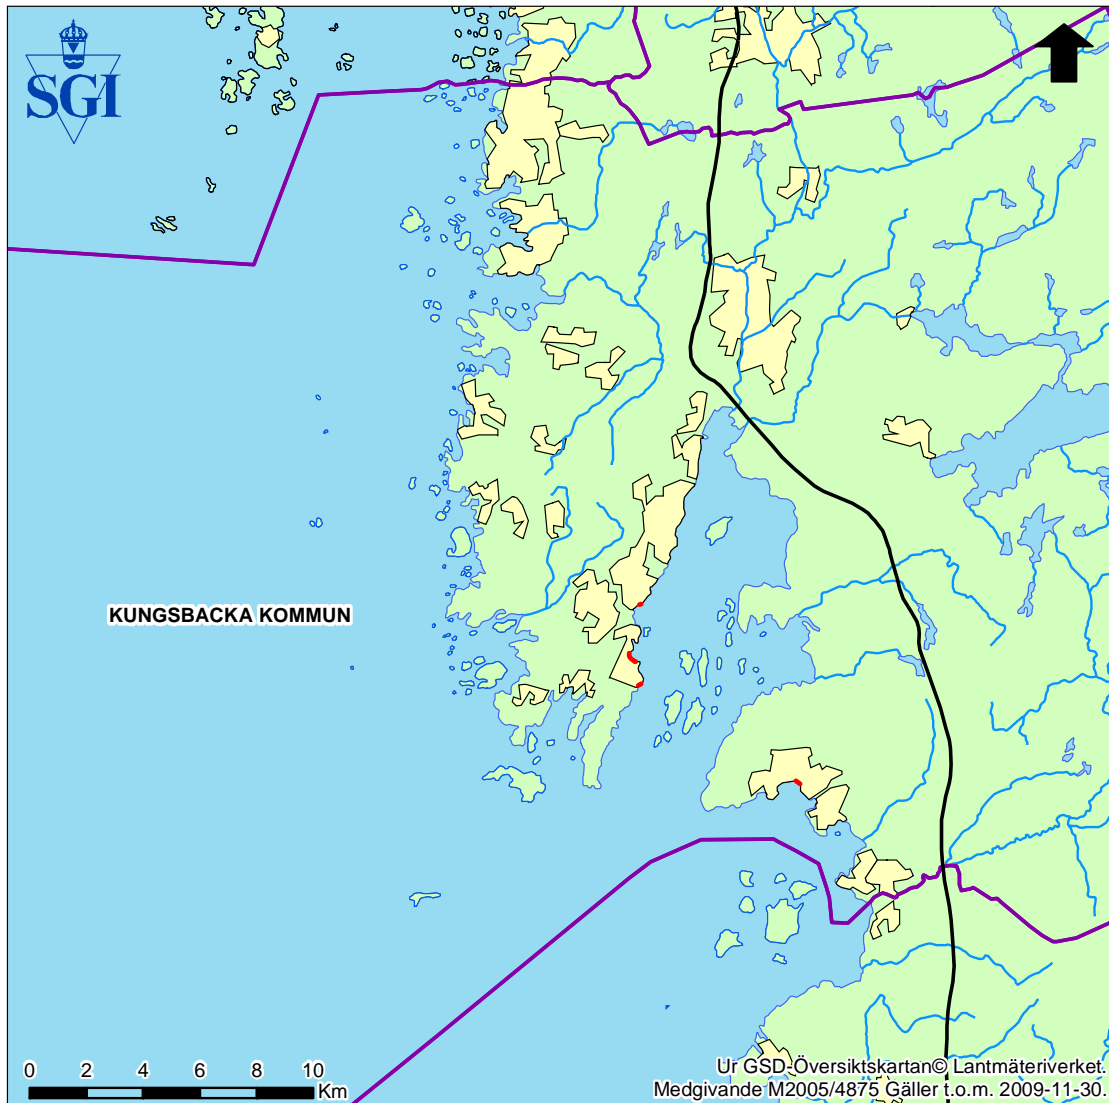 SGI
KUNGSBACKA KOMMUN
0 2 4 6 8 10
Km
Ur GSD-Översiktskartan© Lantmäteriverket.
Medgivande M2005/4875 Gäller t.o.m. 2009-11-30.